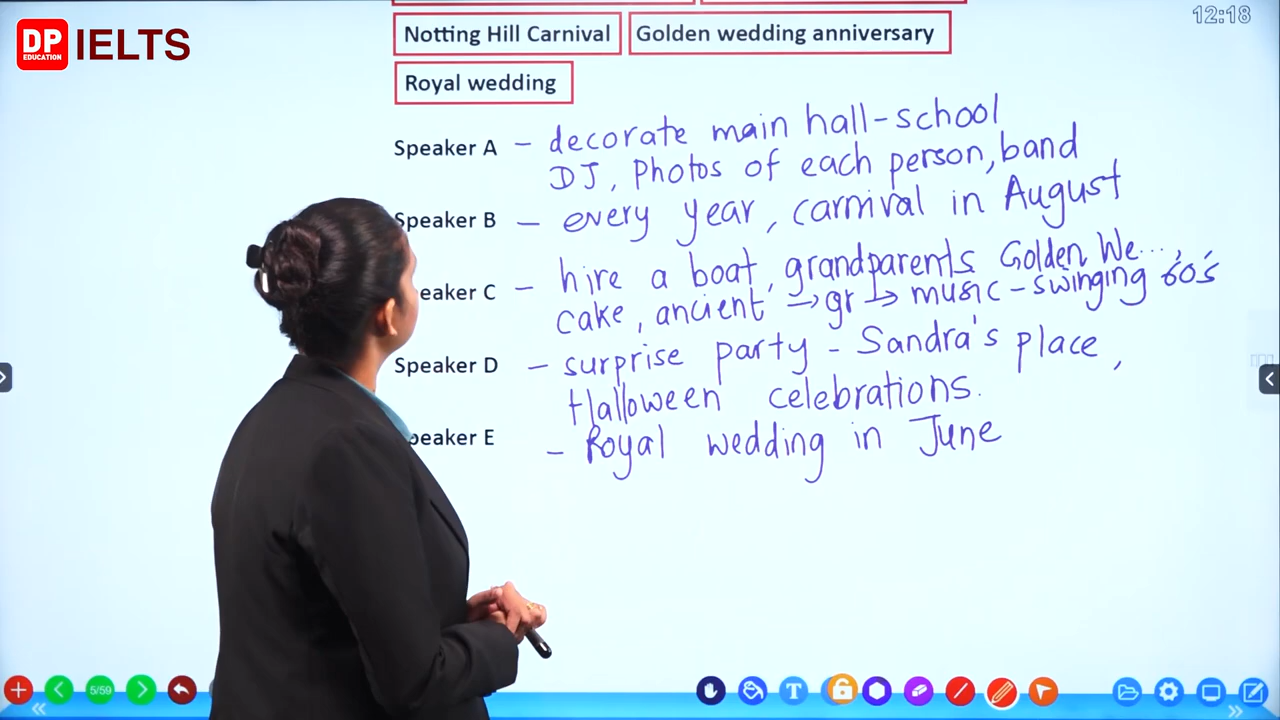 DP
EDUCATION
IELTS
12:18
Notting Hill Carnival
Golden wedding anniversary
Royal wedding
Speaker A – decorate main hall-school
DJ, Photos of each person, band
Speaker B – every year, carnival in August
hire a boat, grandparents Golden We...,
peaker C –
cake, ancient → gr → music - swinging 60's
Speaker D – surprise party - Sandra's place,
Halloween celebrations.
peaker E – Royal wedding in June
5/59
T